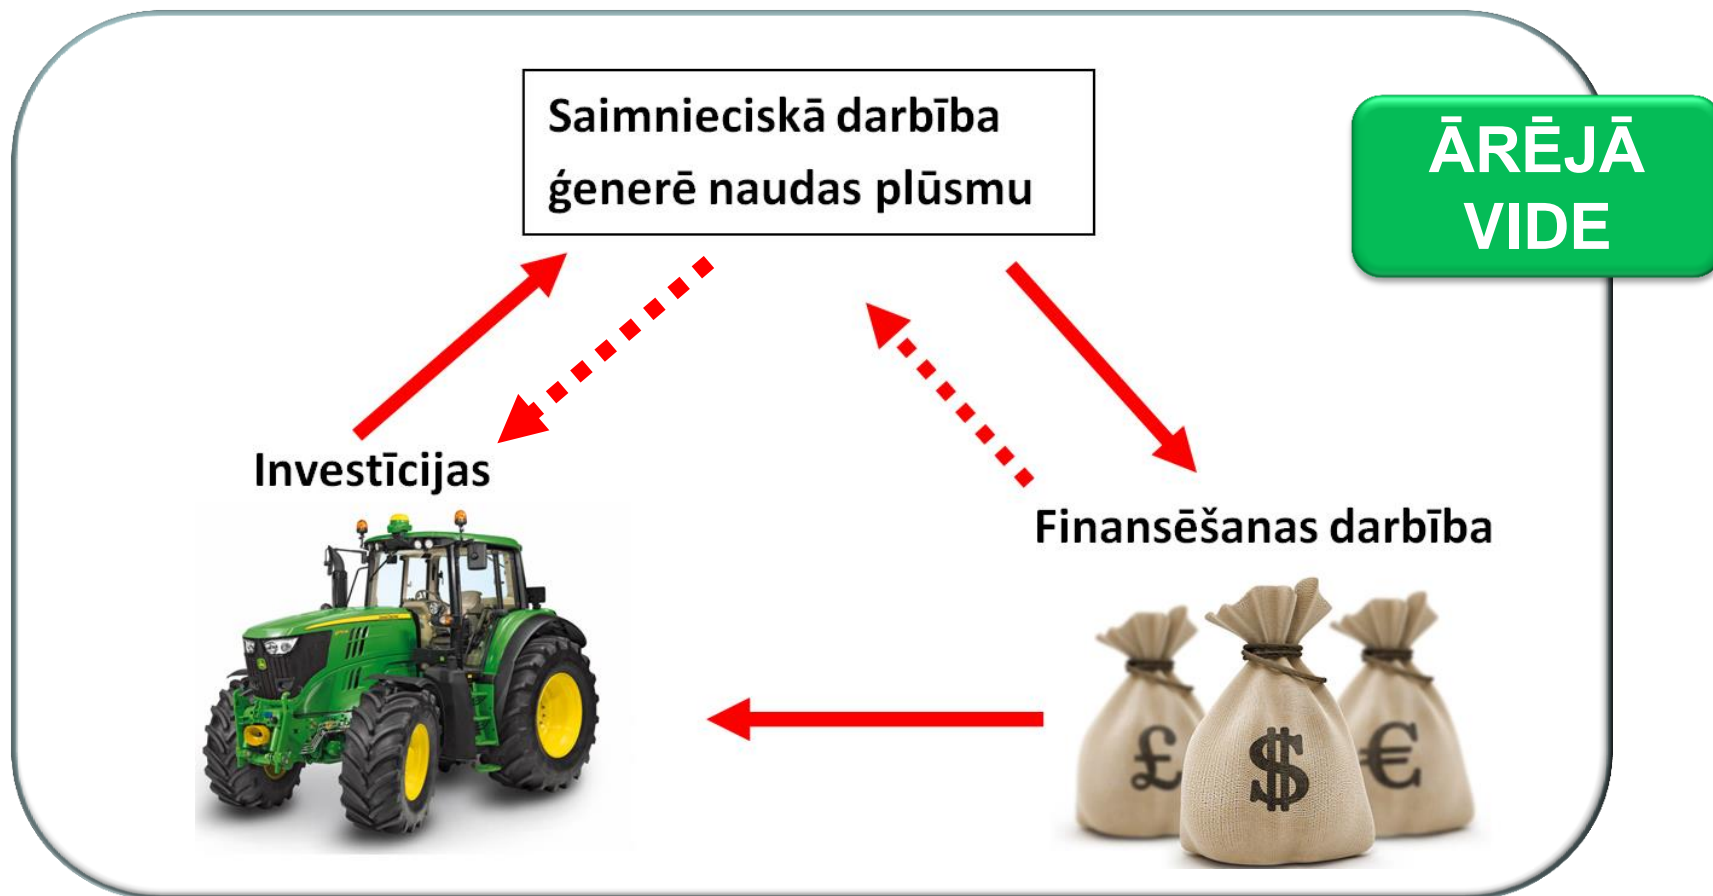 Saimnieciskā darbība
ģenerē naudas plūsmu
ĀRĒJĀ
VIDE
Investīcijas
Finansēšanas darbība
£
$
€